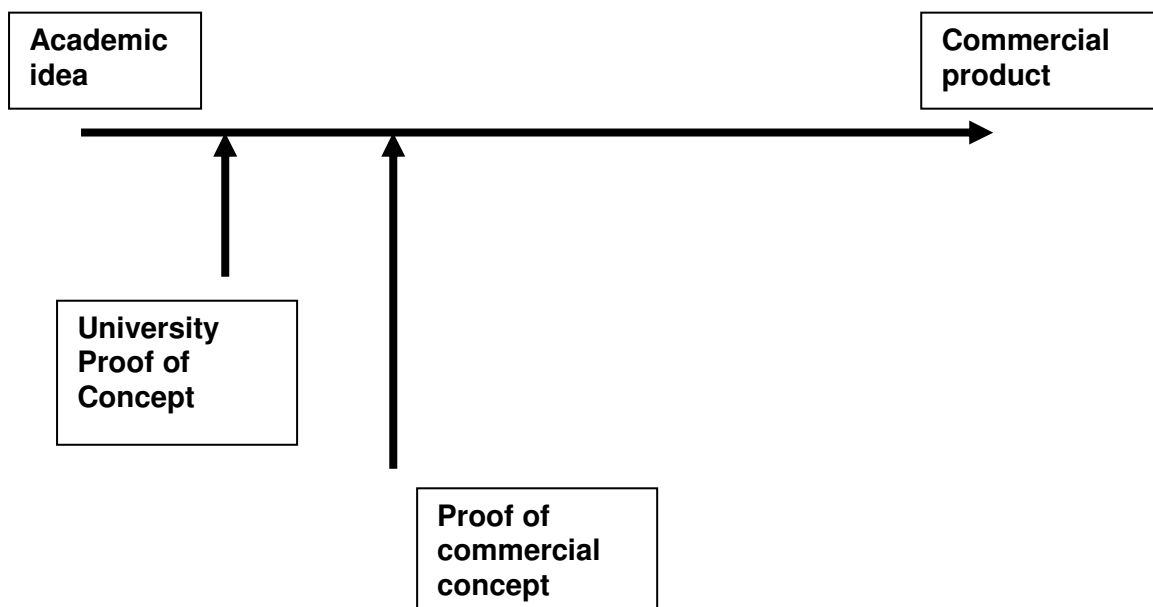 Academic
idea
Commercial
product
University
Proof of
Concept
Proof of
commercial
concept